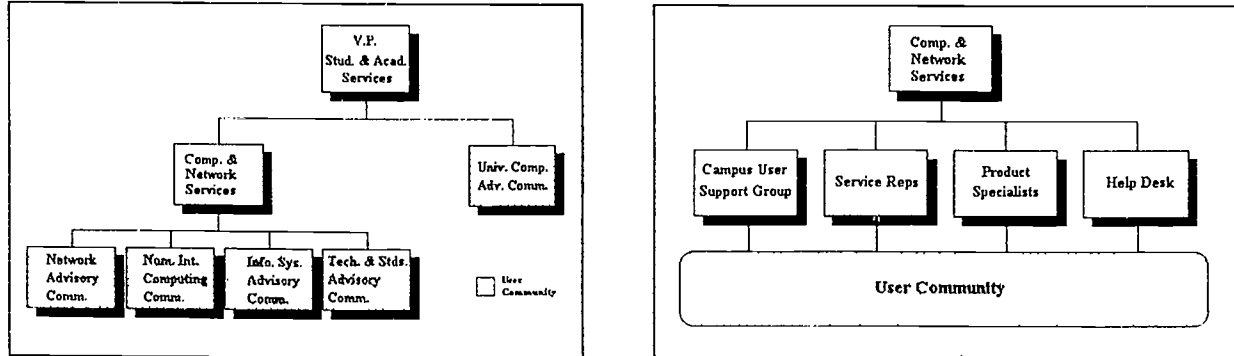 V.P.
Stud. & Acad.
Services
Comp. &
Network
Services
Univ. Comp.
Adv. Comm.
Network
Advisory
Comm.
Num. Int.
Computing
Comm.
Info. Sys.
Advisory
Comm.
Tech. & Stds.
Advisory
Comm.
User
Community
Comp. &
Network
Services
Campus User
Support Group
Service Reps
Product
Specialists
Help Desk
User Community